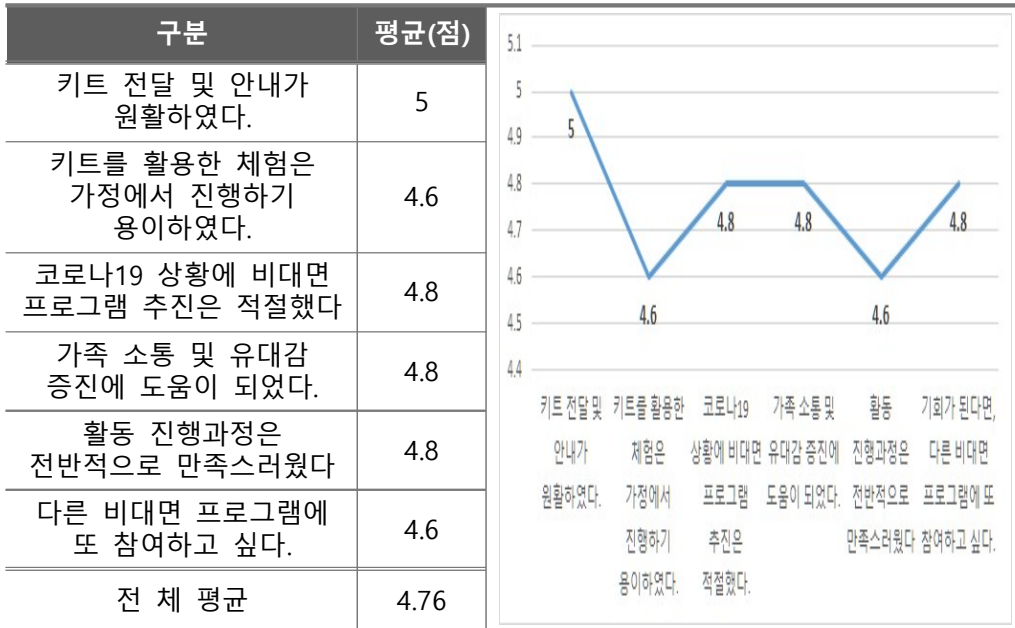 구분 평균(점)
키트 전달 및 안내가
원활하였다.
5
키트를 활용한 체험은
가정에서 진행하기
용이하였다.
4.6
코로나19 상황에 비대면
프로그램 추진은 적절했다
4.8
가족 소통 및 유대감
증진에 도움이 되었다.
4.8
활동 진행과정은
전반적으로 만족스러웠다
4.8
다른 비대면 프로그램에
또 참여하고 싶다.
4.6
전 체 평균 4.76
5.1
5
4.9
4.8
4.7
4.6
4.5
4.4
5
4.6
4.8
4.8
4.6
4.8
키트 전달 및
안내가
원활하였다.
키트를 활용한
체험은
가정에서
진행하기
용이하였다.
코로나19
상황에 비대면
프로그램
추진은
적절했다.
가족 소통 및
유대감 증진에
도움이 되었다.
활동
진행과정은
전반적으로
만족스러웠다
기회가 된다면,
다른 비대면
프로그램에 또
참여하고 싶다.